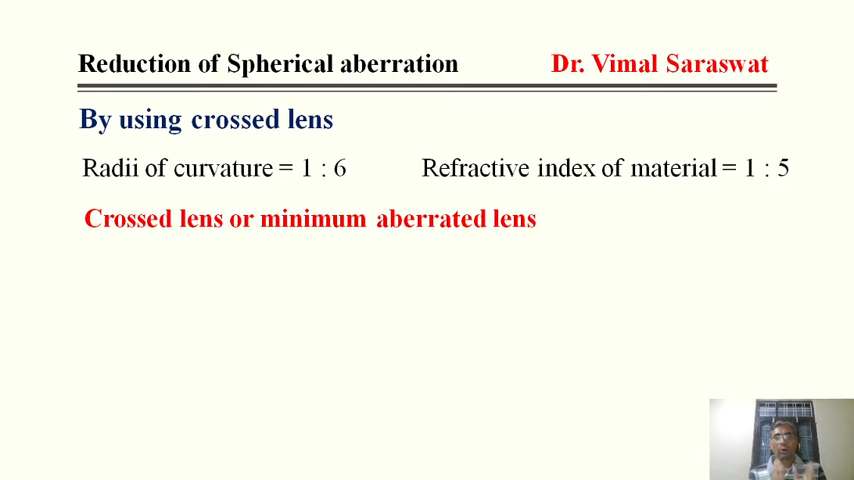 Reduction of Spherical aberration Dr. Vimal Saraswat
By using crossed lens
Radii of curvature = 1 : 6 Refractive index of material = 1 : 5
Crossed lens or minimum aberrated lens